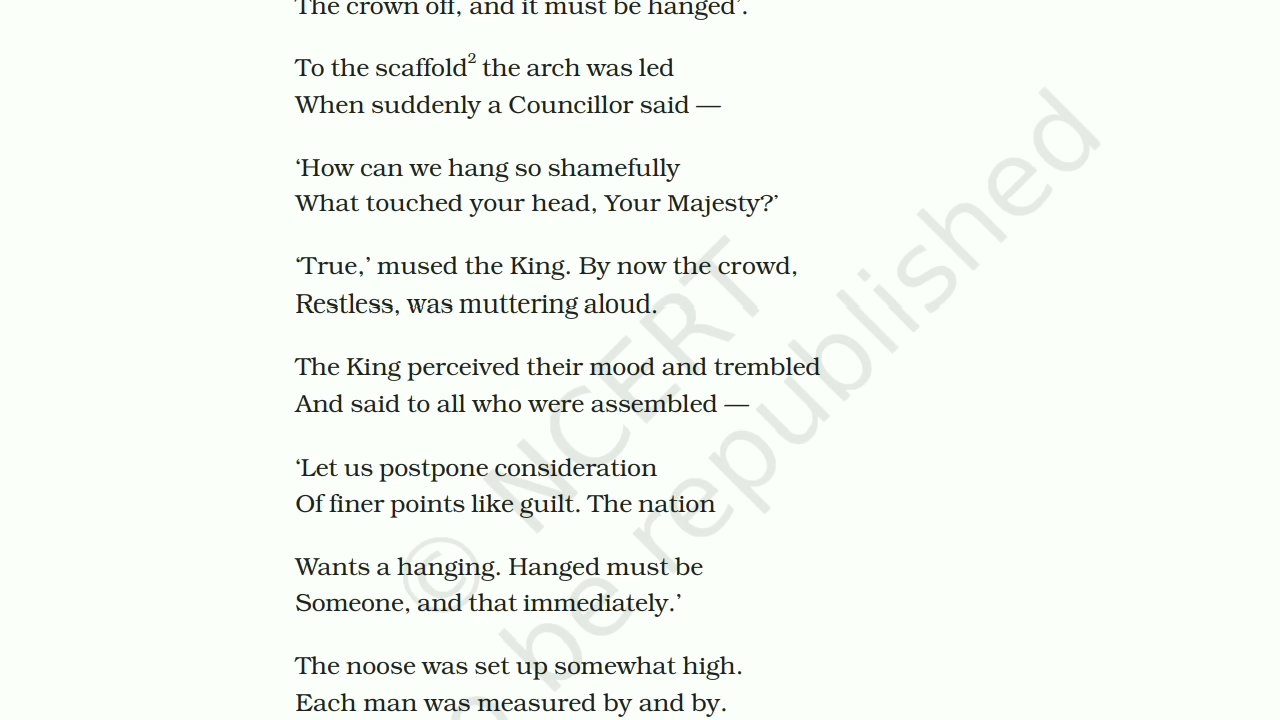 The crown off, and it must be hanged’.
To the scaffold² the arch was led
When suddenly a Councillor said —
‘How can we hang so shamefully
What touched your head, Your Majesty?’
‘True,’ mused the King. By now the crowd,
Restless, was muttering aloud.
The King perceived their mood and trembled
And said to all who were assembled —
‘Let us postpone consideration
Of finer points like guilt. The nation
Wants a hanging. Hanged must be
Someone, and that immediately.’
The noose was set up somewhat high.
Each man was measured by and by.
© NCERT
be republished